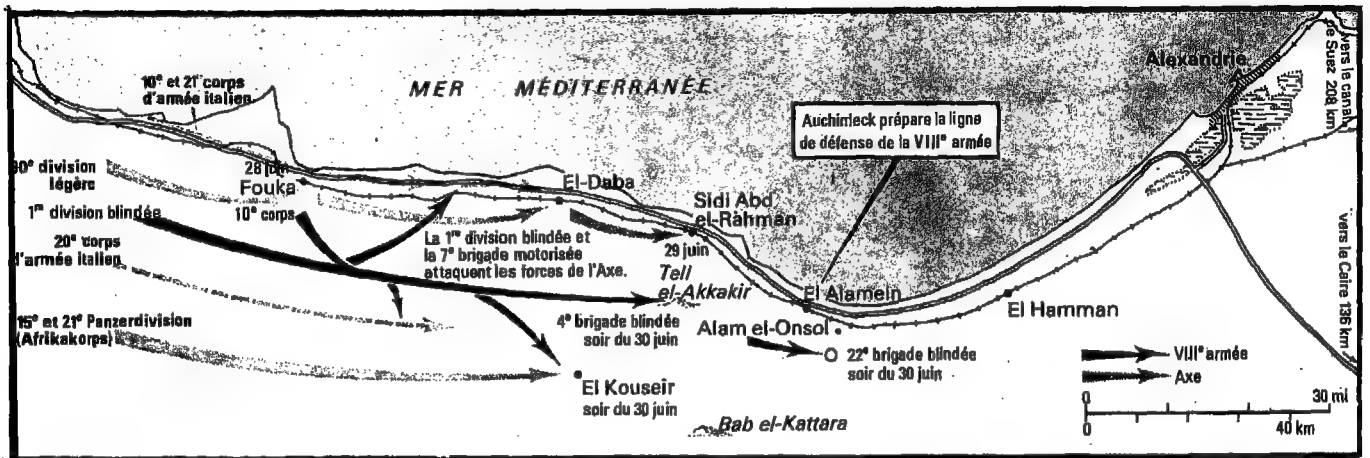 MER MÉDITERRANÉE
10e et 21e corps
d'armée italien
Alexandrie
vers le canal
de Suez 208 km
Auchinleck prépare la ligne
de défense de la VIIIe armée
90e division
légère
28 juin
Fouka
El-Daba
1re division blindée
10e corps
Sidi Abd
el-Rahman
29 juin
La 1re division blindée et
la 7e brigade motorisée
attaquent les forces de l'Axe.
20e corps
d'armée italien
Tell
el-Akkakir
vers le Caire 136 km
El Alamein
El Hamman
15e et 21e Panzerdivision
(Afrikakorps)
4e brigade blindée
soir du 30 juin
Alam el-Onsol
22e brigade blindée
soir du 30 juin
El Kouseir
soir du 30 juin
Bab el-Kattara
VIIIe armée
Axe
0 30 mi
0 40 km